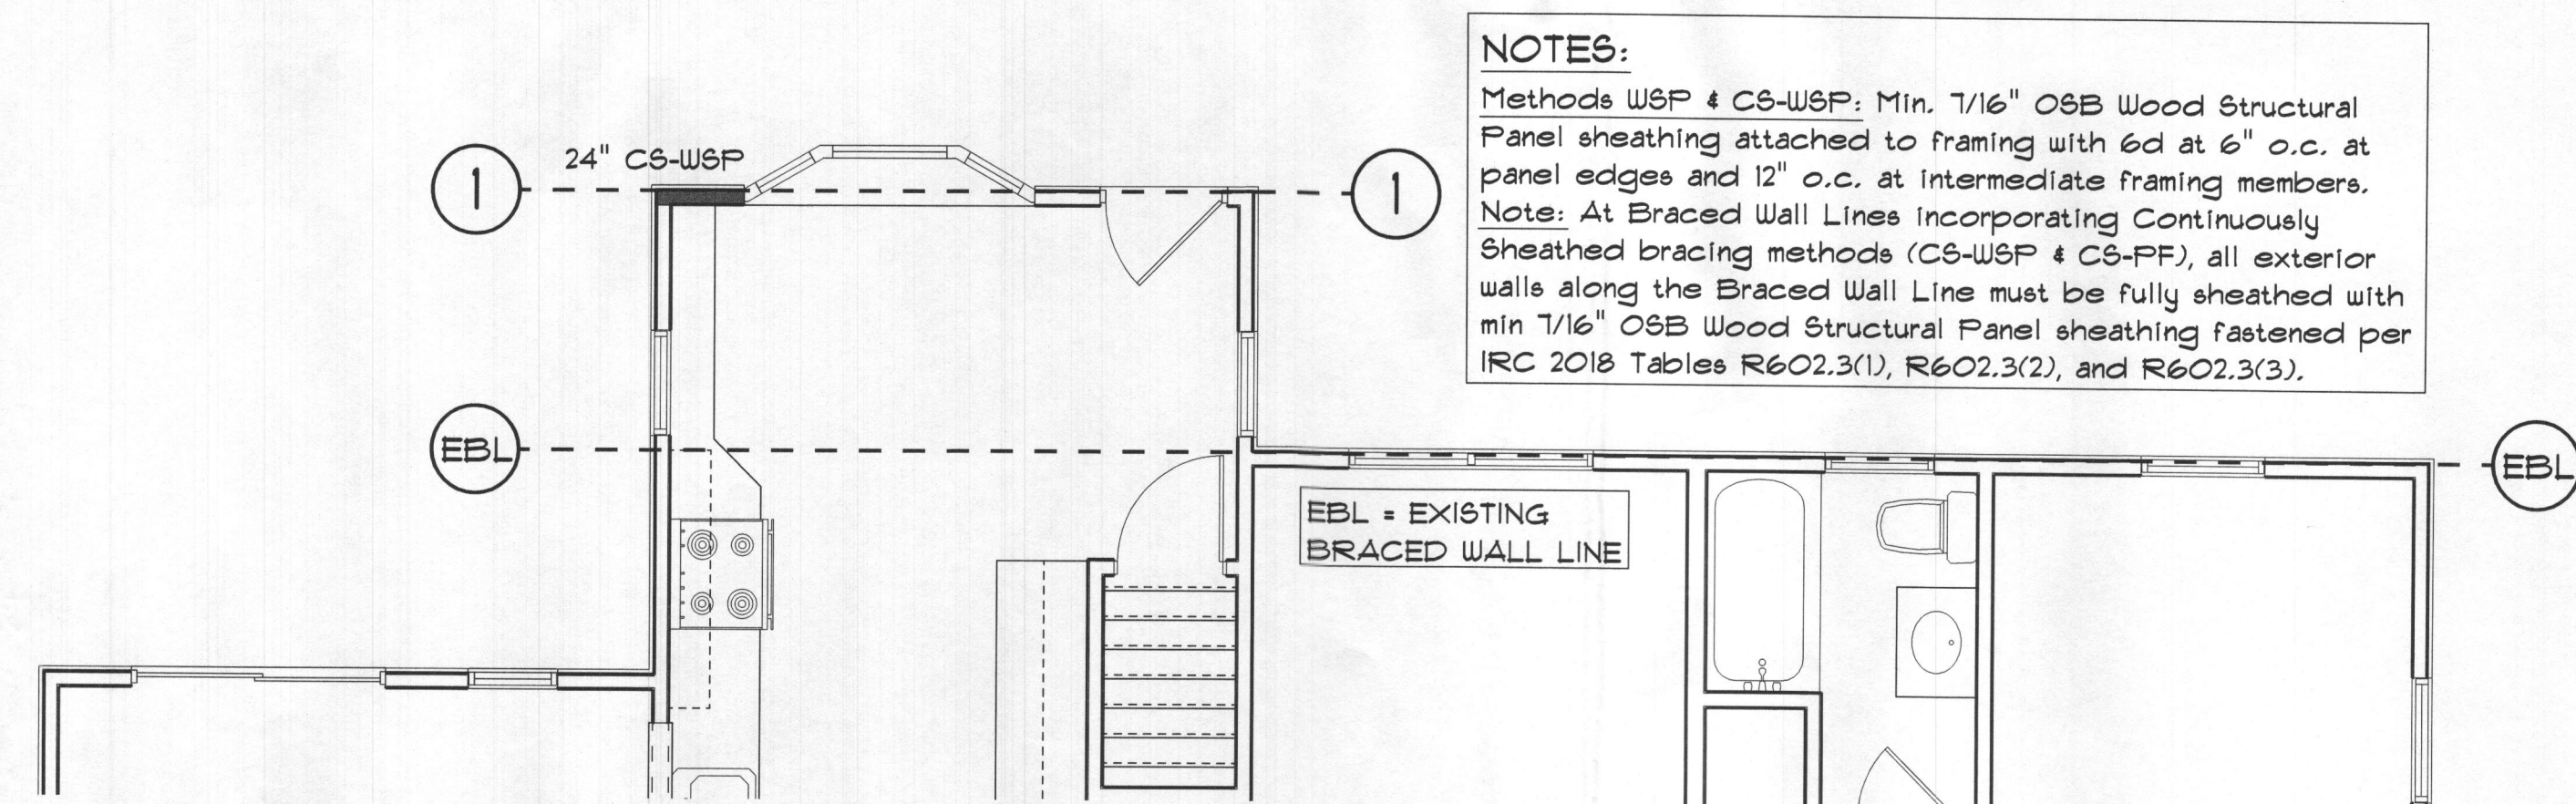 NOTES:
Methods WSP & CS-WSP: Min. 7/16" OSB Wood Structural
Panel sheathing attached to framing with 6d at 6" o.c. at
panel edges and 12" o.c. at intermediate framing members.
Note: At Braced Wall Lines incorporating Continuously
Sheathed bracing methods (CS-WSP & CS-PF), all exterior
walls along the Braced Wall Line must be fully sheathed with
min 7/16" OSB Wood Structural Panel sheathing fastened per
IRC 2018 Tables R602.3(1), R602.3(2), and R602.3(3).
24" CS-WSP
1
1
EBL
EBL
EBL = EXISTING
BRACED WALL LINE